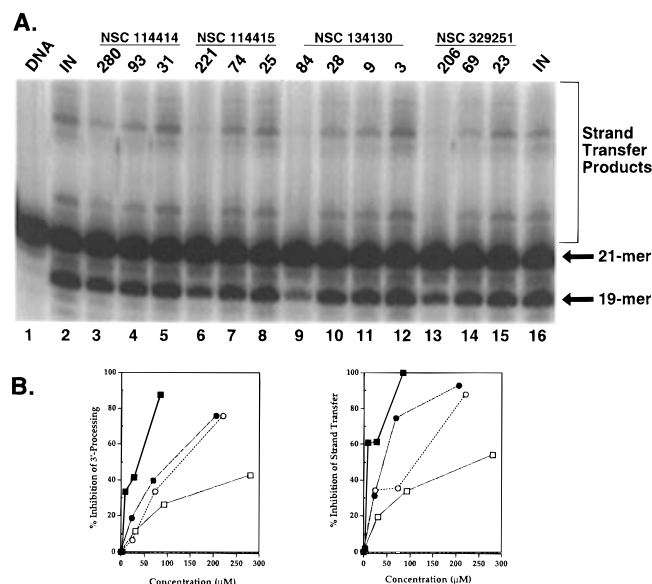 A.
NSC 114414 NSC 114415 NSC 134130 NSC 329251
DNA IN 280 93 31 221 74 25 84 28 9 3 206 69 23 IN
Strand
Transfer
Products
21-mer
19-mer
1 2 3 4 5 6 7 8 9 10 11 12 13 14 15 16
B.
% Inhibition of 3'-Processing
100
80
60
40
20
0
0 50 100 150 200 250 300
Concentration (μM)
% Inhibition of Strand Transfer
100
80
60
40
20
0
0 50 100 150 200 250 300
Concentration (μM)